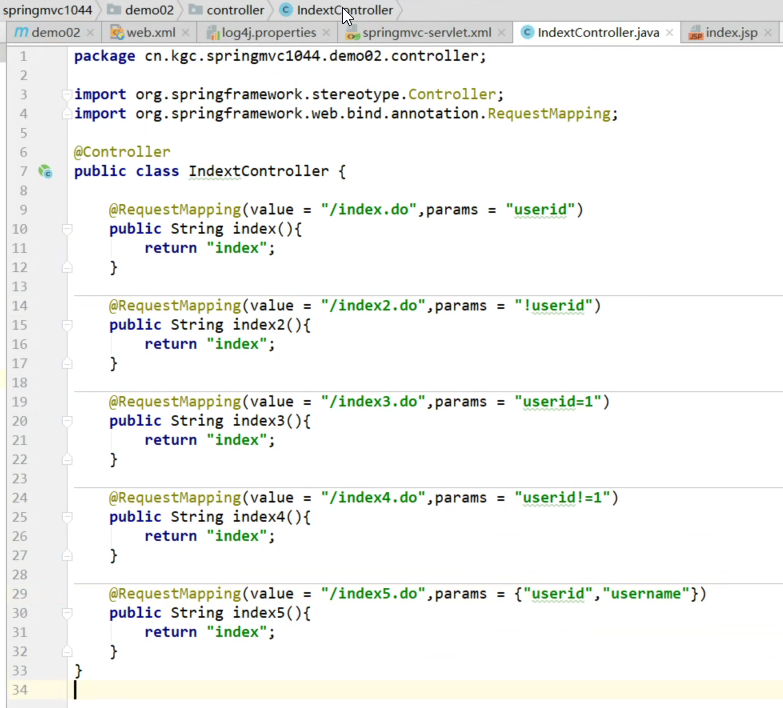 springmvc1044 demo02 controller IndextController
demo02 web.xml log4j.properties springmvc-servlet.xml IndextController.java index.jsp
1 package cn.kgc.springmvc1044.demo02.controller;
2
3 import org.springframework.stereotype.Controller;
4 import org.springframework.web.bind.annotation.RequestMapping;
5
6 @Controller
7 public class IndextController {
8
9 @RequestMapping(value = "/index.do",params = "userid")
10 public String index(){
11 return "index";
12 }
13
14 @RequestMapping(value = "/index2.do",params = "!userid")
15 public String index2(){
16 return "index";
17 }
18
19 @RequestMapping(value = "/index3.do",params = "userid=1")
20 public String index3(){
21 return "index";
22 }
23
24 @RequestMapping(value = "/index4.do",params = "userid!=1")
25 public String index4(){
26 return "index";
27 }
28
29 @RequestMapping(value = "/index5.do",params = {"userid","username"})
30 public String index5(){
31 return "index";
32 }
33 }
34